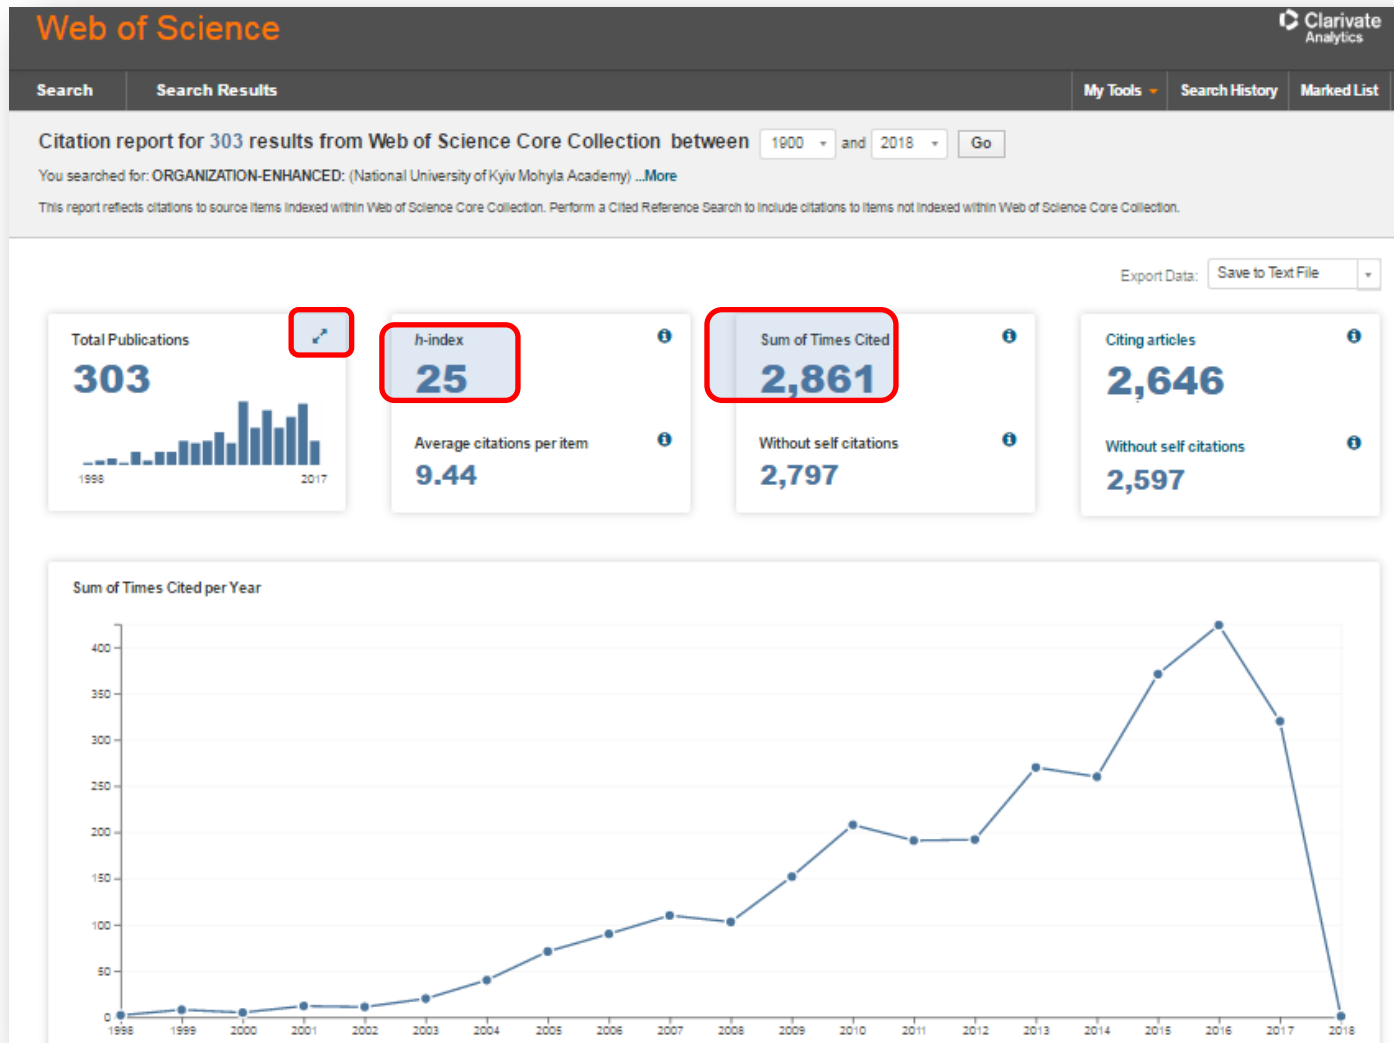 Web of Science
Clarivate
Analytics
Search
Search Results
My Tools
Search History
Marked List
Citation report for 303 results from Web of Science Core Collection between 1900 and 2018 Go
You searched for: ORGANIZATION-ENHANCED: (National University of Kyiv Mohyla Academy) ...More
This report reflects citations to source items indexed within Web of Science Core Collection. Perform a Cited Reference Search to include citations to items not indexed within Web of Science Core Collection.
Export Data: Save to Text File
Total Publications
303
1998 2017
h-index
25
Average citations per item
9.44
Sum of Times Cited
2,861
Without self citations
2,797
Citing articles
2,646
Without self citations
2,597
Sum of Times Cited per Year
400
350
300
250
200
150
100
50
0
1998 1999 2000 2001 2002 2003 2004 2005 2006 2007 2008 2009 2010 2011 2012 2013 2014 2015 2016 2017 2018